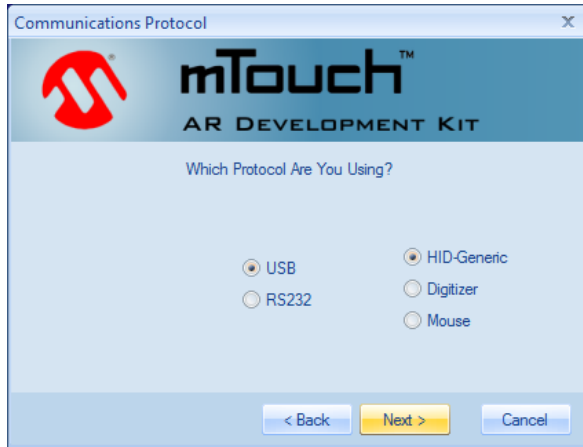 Communications Protocol
x
mTouch™
AR DEVELOPMENT KIT
Which Protocol Are You Using?
USB
RS232
HID-Generic
Digitizer
Mouse
< Back
Next >
Cancel